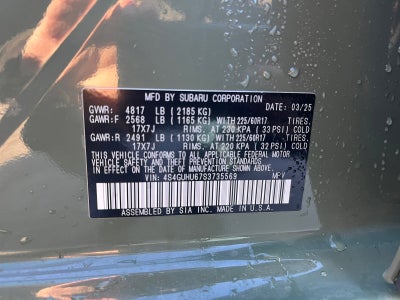 MFD BY SUBARU CORPORATION
GVWR: 4817 LB (2185 KG) DATE: 03/25
GAWR:F 2568 LB (1165 KG) WITH 225/60R17 TIRES.
17X7J RIMS. AT 230 KPA (33 PSI) COLD
GAWR:R 2491 LB (1130 KG) WITH 225/60R17 TIRES.
17X7J RIMS. AT 220 KPA (32 PSI) COLD
THIS VEHICLE CONFORMS TO ALL APPLICABLE FEDERAL MOTOR
VEHICLE SAFETY AND THEFT PREVENTION STANDARDS
IN EFFECT ON THE DATE OF MANUFACTURE SHOWN ABOVE.
VIN: 4S4GUHU67S3735569 MPV
ASSEMBLED BY SIA INC. MADE IN U.S.A.